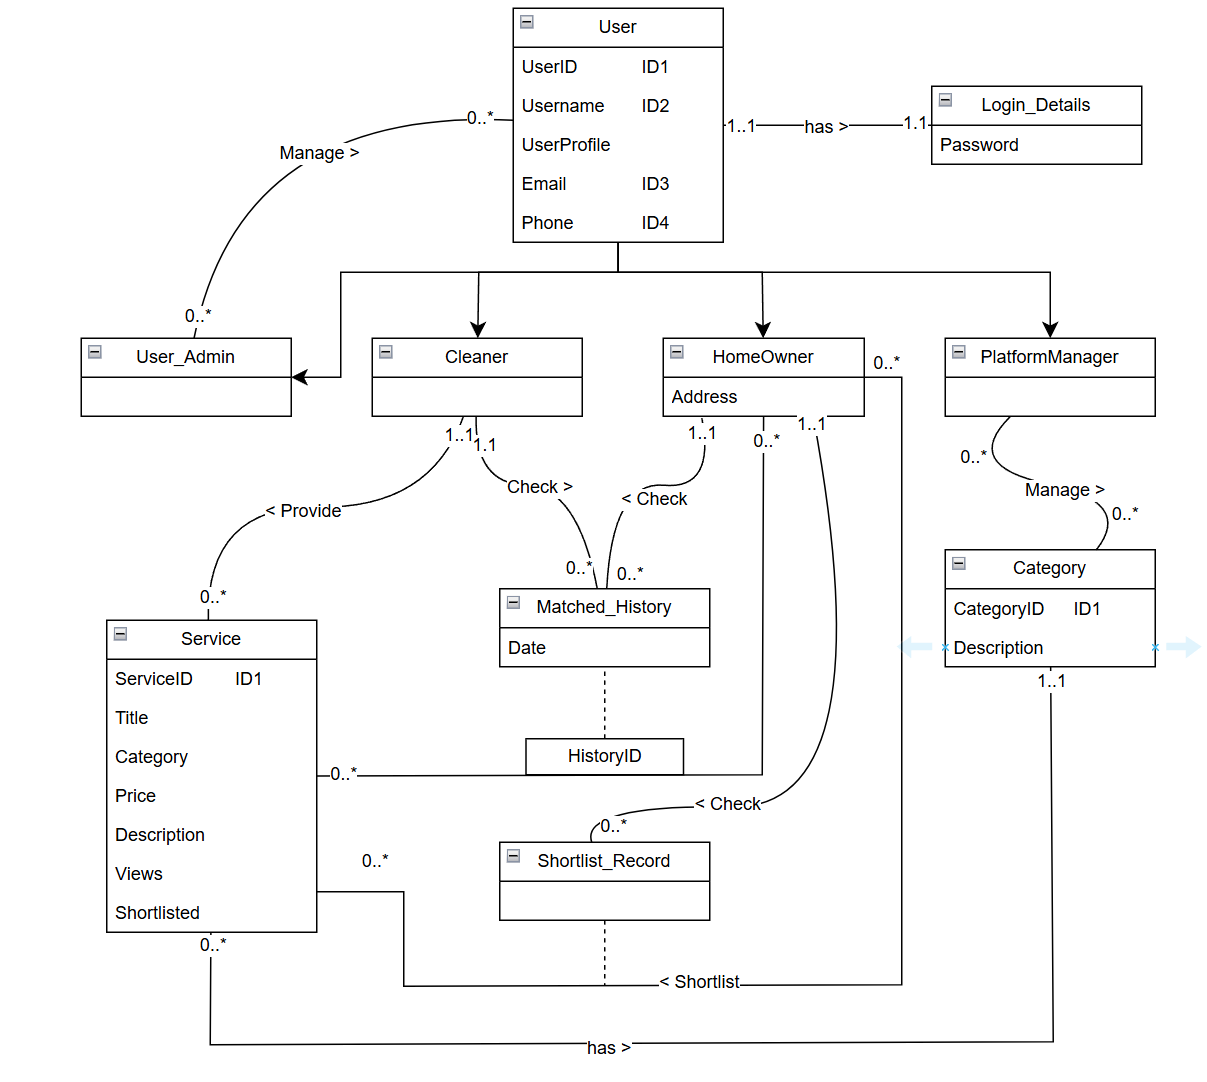 User
UserID ID1
Username ID2
UserProfile
Email ID3
Phone ID4
Login_Details
Password
1..1
has >
1.1
0..*
Manage >
0..*
User_Admin
Cleaner
HomeOwner
Address
0..*
PlatformManager
1..1
1.1
1..1
0..*
1..1
0..*
Manage >
0..*
< Provide
Check >
< Check
0..*
0..*
0..*
Matched_History
Date
HistoryID
Category
CategoryID ID1
Description
1..1
Service
ServiceID ID1
Title
Category
Price
Description
Views
Shortlisted
0..*
0..*
0..*
< Check
0..*
Shortlist_Record
< Shortlist
has >